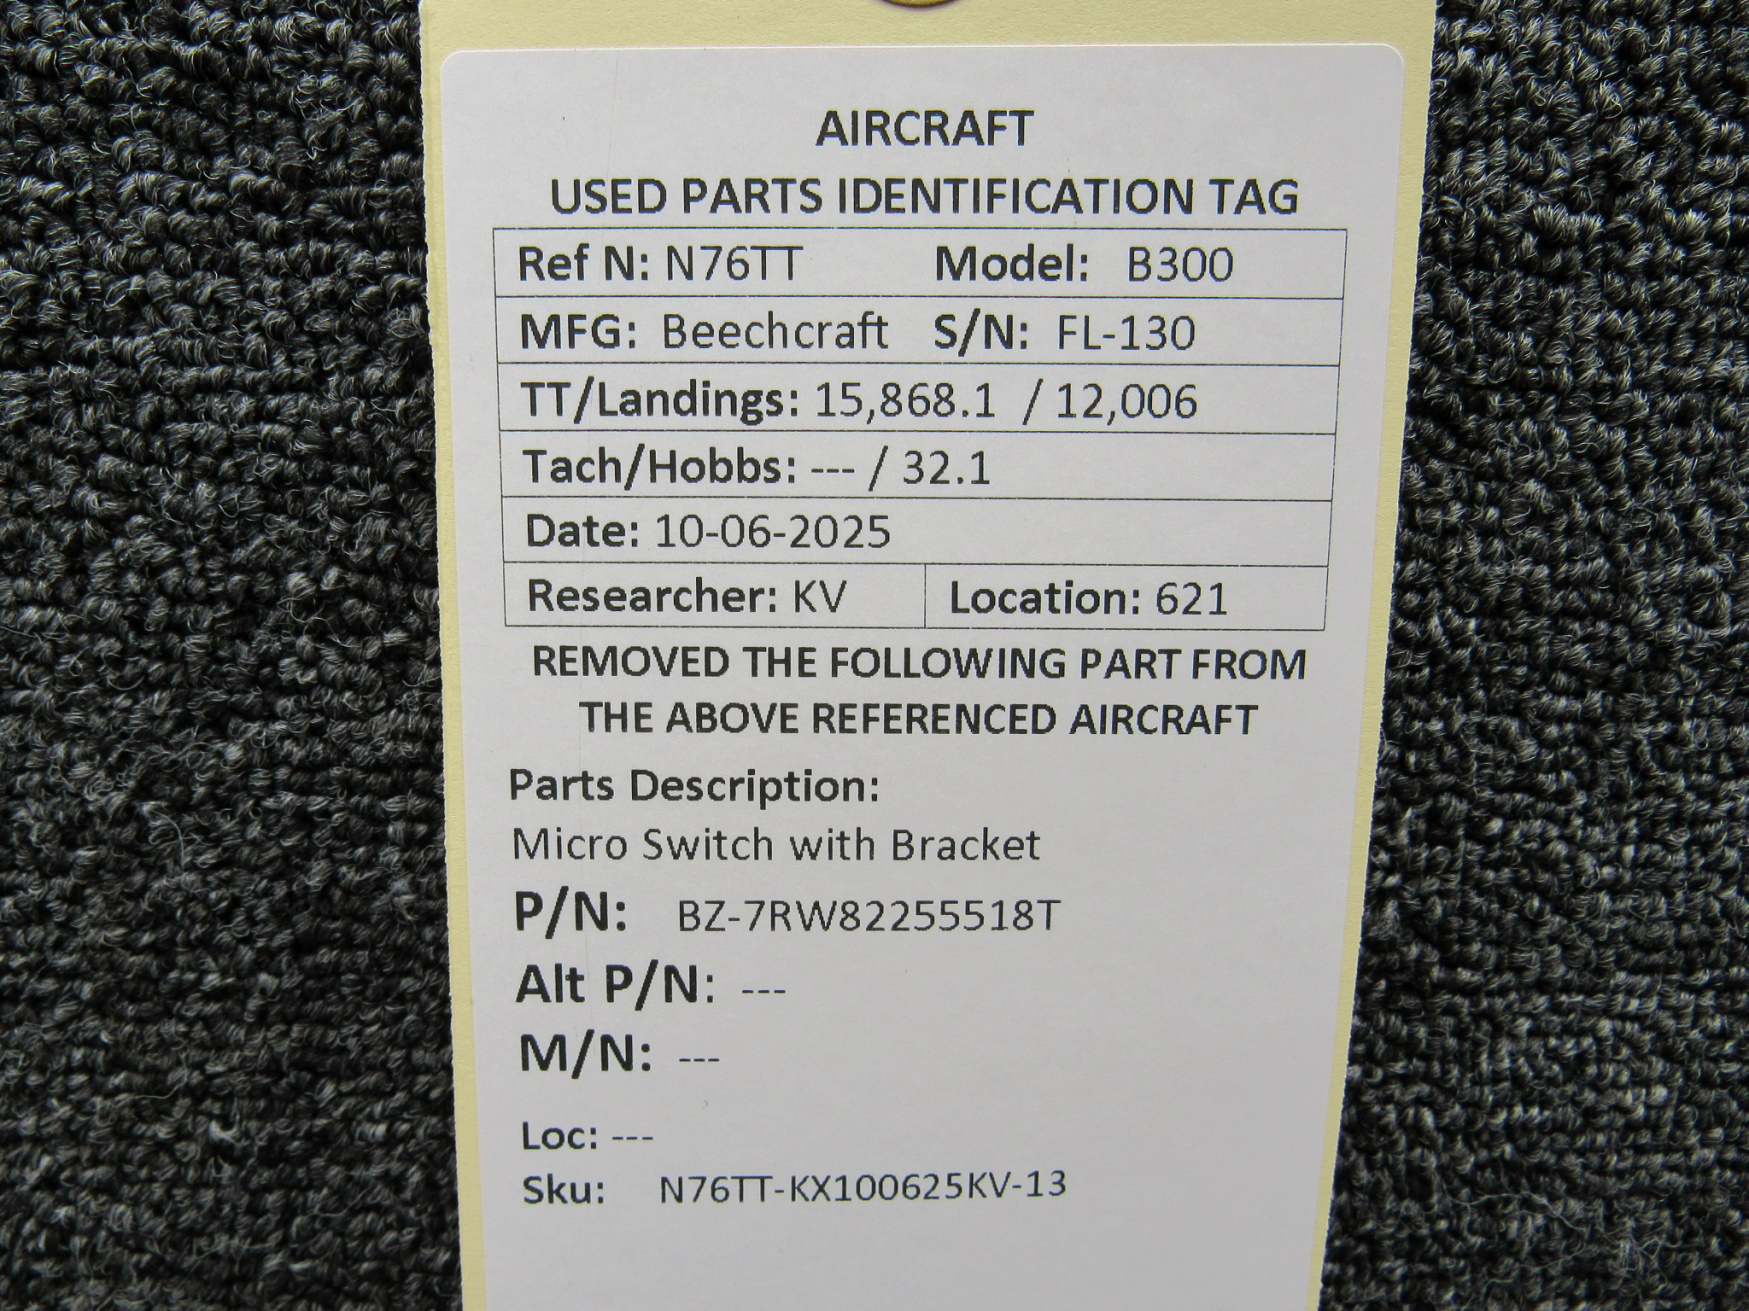 AIRCRAFT
USED PARTS IDENTIFICATION TAG
Ref N: N76TT Model: B300
MFG: Beechcraft S/N: FL-130
TT/Landings: 15,868.1 / 12,006
Tach/Hobbs: --- / 32.1
Date: 10-06-2025
Researcher: KV Location: 621
REMOVED THE FOLLOWING PART FROM
THE ABOVE REFERENCED AIRCRAFT
Parts Description:
Micro Switch with Bracket
P/N: BZ-7RW82255518T
Alt P/N: ---
M/N: ---
Loc: ---
Sku: N76TT-KX100625KV-13